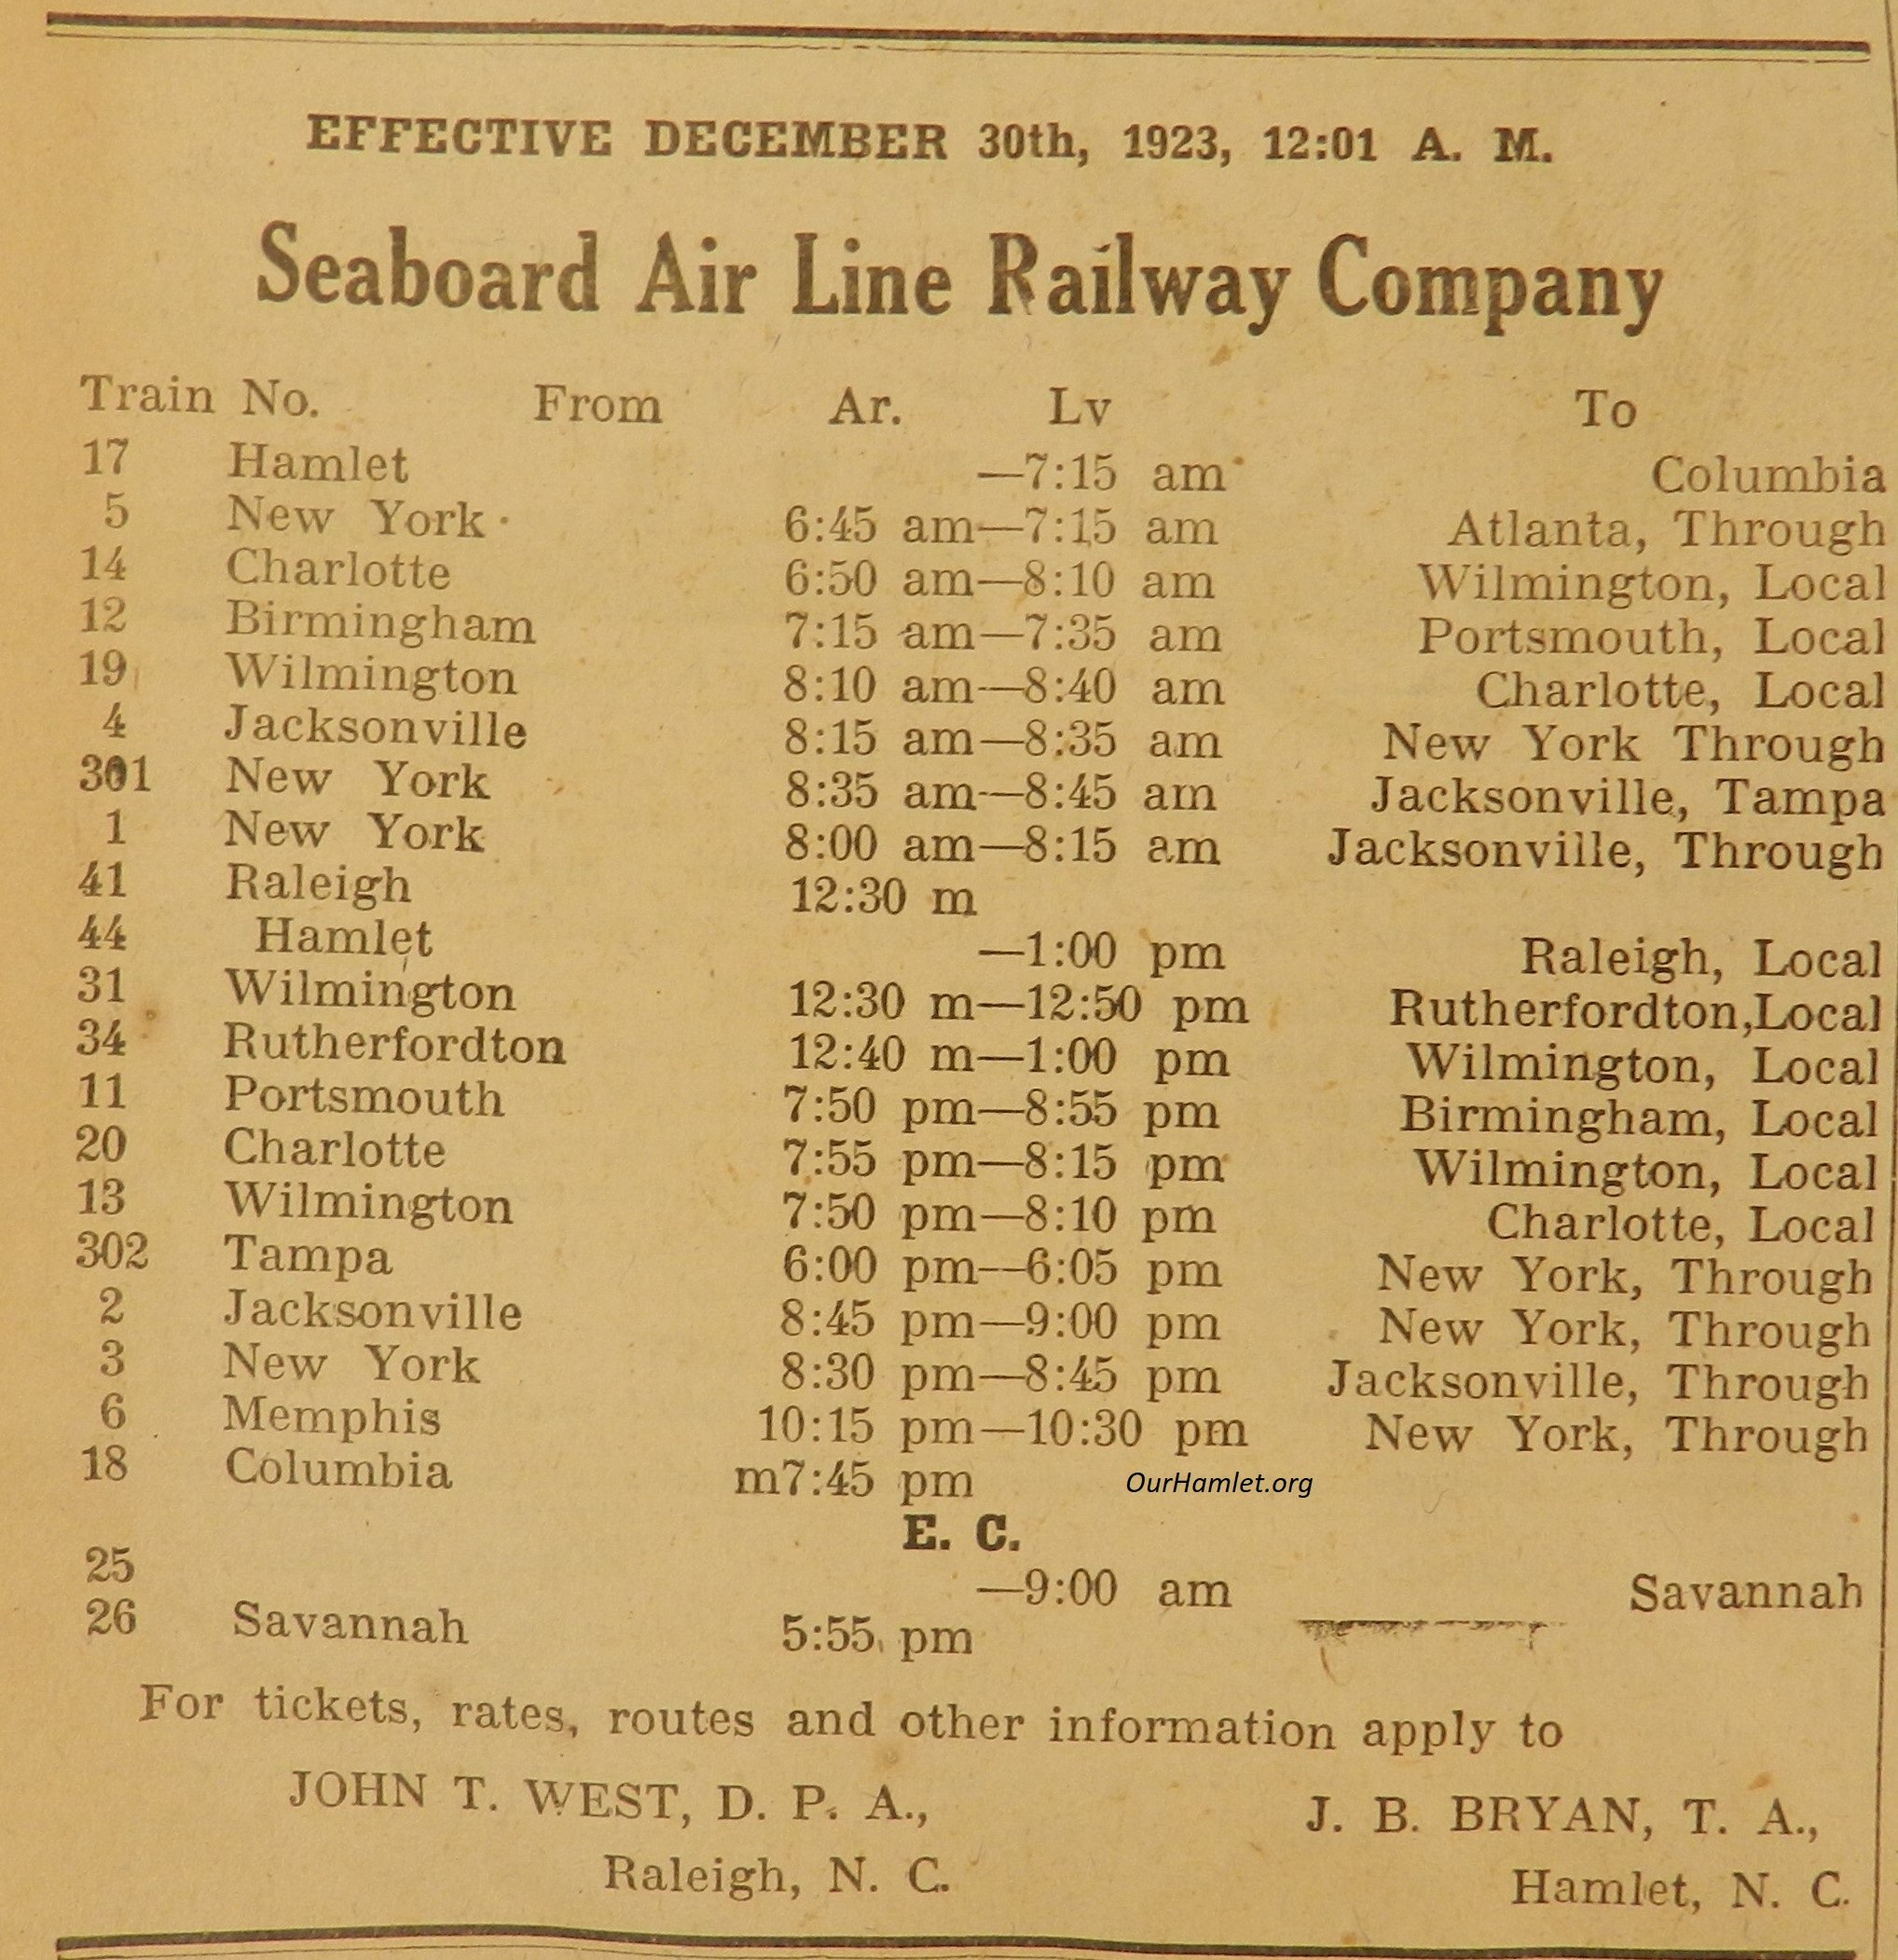 EFFECTIVE DECEMBER 30th, 1923, 12:01 A. M.
Seaboard Air Line Railway Company
Train No. From Ar. Lv To
17 Hamlet —7:15 am Columbia
5 New York 6:45 am—7:15 am Atlanta, Through
14 Charlotte 6:50 am—8:10 am Wilmington, Local
12 Birmingham 7:15 am—7:35 am Portsmouth, Local
19 Wilmington 8:10 am—8:40 am Charlotte, Local
4 Jacksonville 8:15 am—8:35 am New York Through
301 New York 8:35 am—8:45 am Jacksonville, Tampa
1 New York 8:00 am—8:15 am Jacksonville, Through
41 Raleigh 12:30 m
44 Hamlet —1:00 pm Raleigh, Local
31 Wilmington 12:30 m—12:50 pm Rutherfordton,Local
34 Rutherfordton 12:40 m—1:00 pm Wilmington, Local
11 Portsmouth 7:50 pm—8:55 pm Birmingham, Local
20 Charlotte 7:55 pm—8:15 pm Wilmington, Local
13 Wilmington 7:50 pm—8:10 pm Charlotte, Local
302 Tampa 6:00 pm—6:05 pm New York, Through
2 Jacksonville 8:45 pm—9:00 pm New York, Through
3 New York 8:30 pm—8:45 pm Jacksonville, Through
6 Memphis 10:15 pm—10:30 pm New York, Through
18 Columbia m7:45 pm
OurHamlet.org
E. C.
25 —9:00 am Savannah
26 Savannah 5:55 pm
For tickets, rates, routes and other information apply to
JOHN T. WEST, D. P. A., J. B. BRYAN, T. A.,
Raleigh, N. C. Hamlet, N. C.